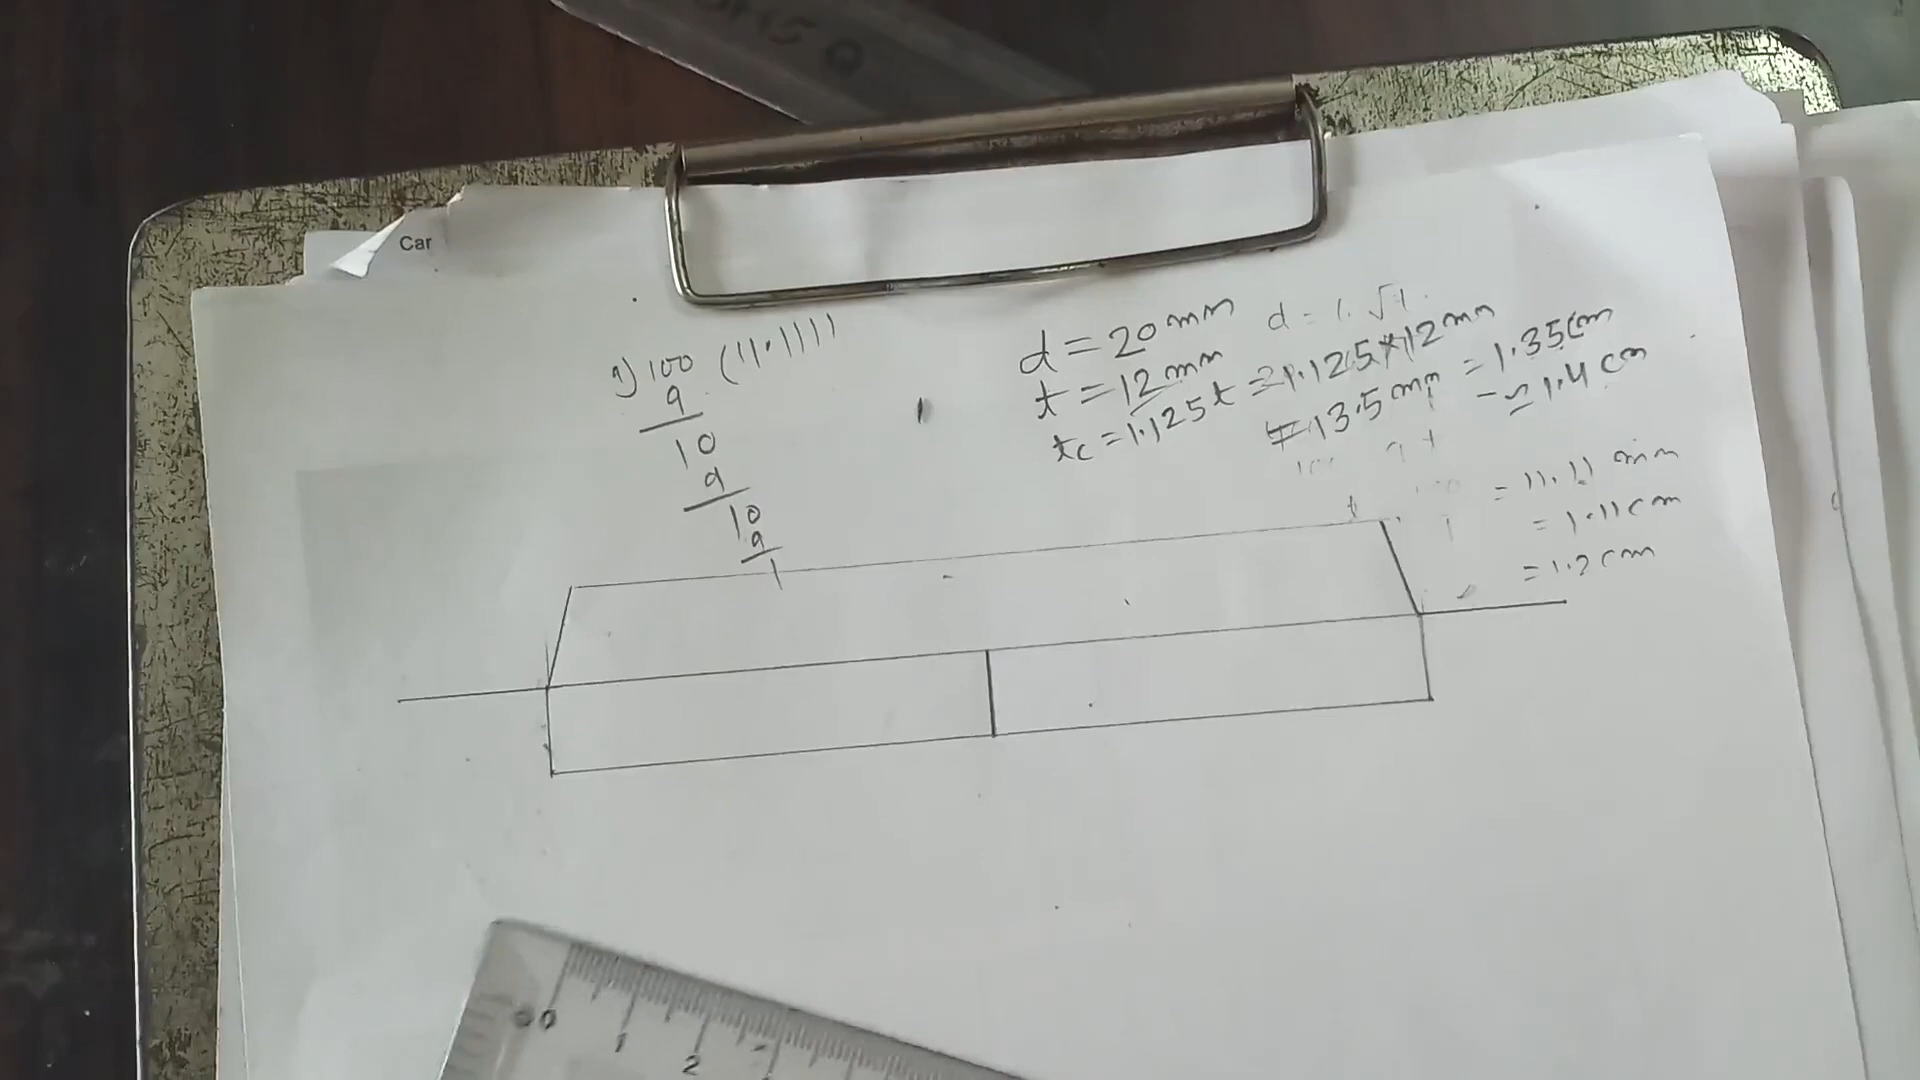 Car
9) 100 ( 11.1111
9
10
9
10
9
1
d = 20 mm
t = 12 mm
tc = 1.125t = 1.125 * 12 mm
= 13.5 mm = 1.35 cm
≃ 1.4 cm
= 11.11 mm
= 1.11 cm
= 1.2 cm
0 0
1
2